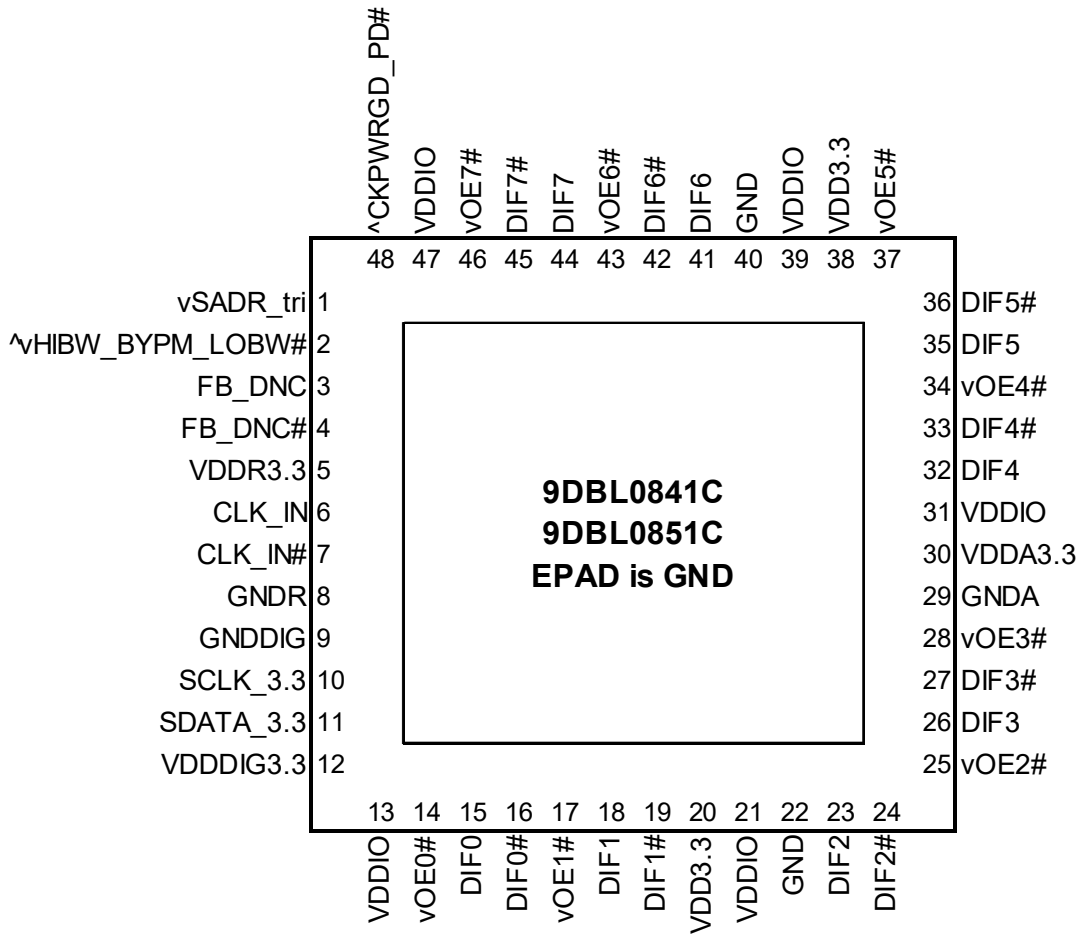 ^CKPWRGD_PD#
VDDIO
vOE7#
DIF7#
DIF7
vOE6#
DIF6#
DIF6
GND
VDDIO
VDD3.3
vOE5#
48 47 46 45 44 43 42 41 40 39 38 37
vSADR_tri 1
^vHIBW_BYPM_LOBW# 2
FB_DNC 3
FB_DNC# 4
VDDR3.3 5
CLK_IN 6
CLK_IN# 7
GNDR 8
GNDDIG 9
SCLK_3.3 10
SDATA_3.3 11
VDDDIG3.3 12
9DBL0841C
9DBL0851C
EPAD is GND
36 DIF5#
35 DIF5
34 vOE4#
33 DIF4#
32 DIF4
31 VDDIO
30 VDDA3.3
29 GNDA
28 vOE3#
27 DIF3#
26 DIF3
25 vOE2#
13 14 15 16 17 18 19 20 21 22 23 24
VDDIO
vOE0#
DIF0
DIF0#
vOE1#
DIF1
DIF1#
VDD3.3
VDDIO
GND
DIF2
DIF2#